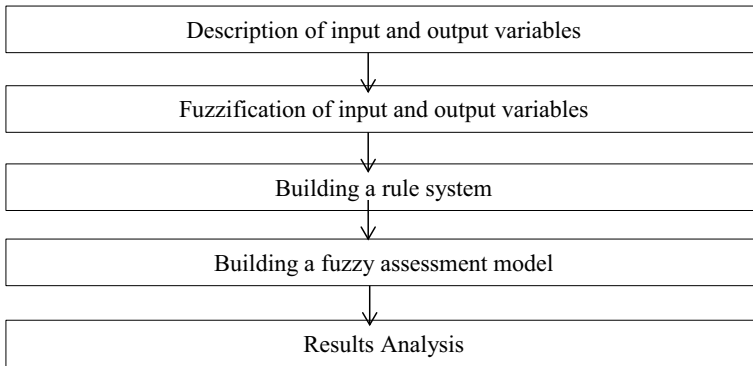 Description of input and output variables
Fuzzification of input and output variables
Building a rule system
Building a fuzzy assessment model
Results Analysis